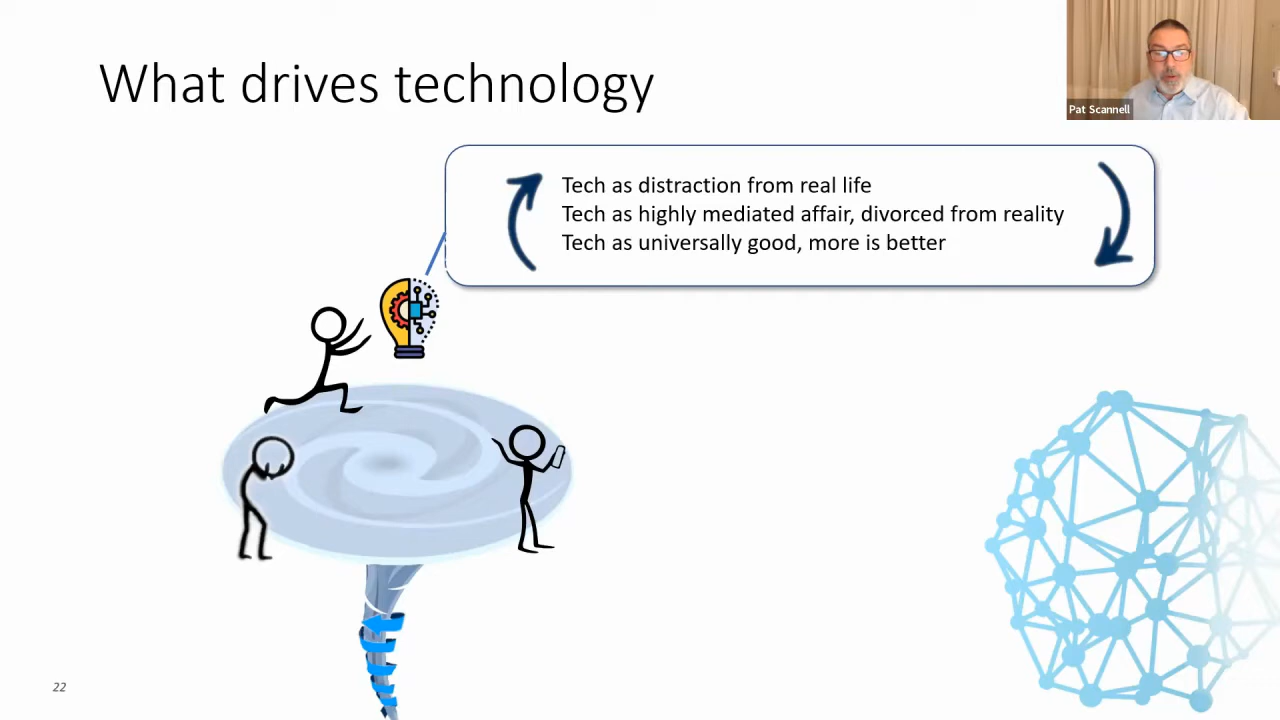 What drives technology
Pat Scannell
Tech as distraction from real life
Tech as highly mediated affair, divorced from reality
Tech as universally good, more is better
22